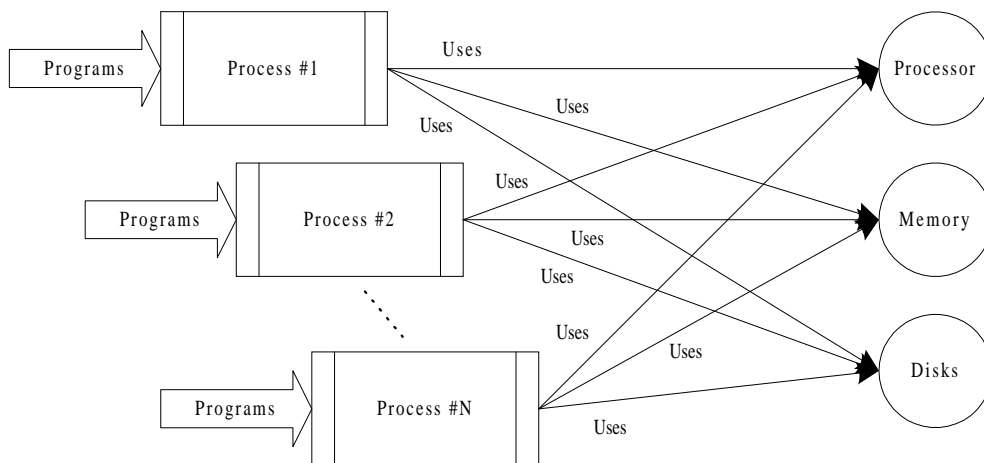 Programs
Process #1
Uses
Processor
Uses
Uses
Programs
Process #2
Uses
Uses
Memory
Uses
Programs
Process #N
Uses
Uses
Uses
Disks